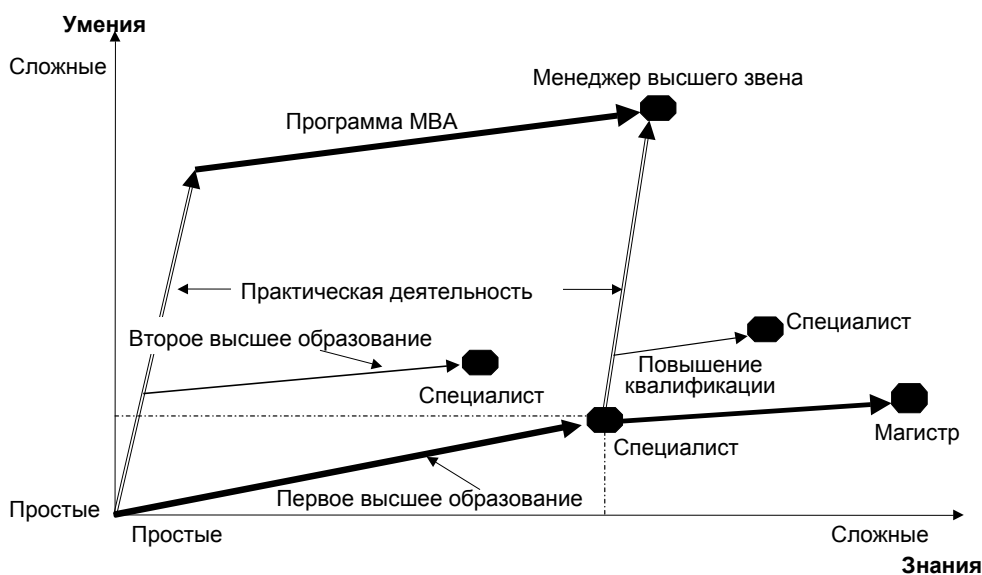 Умения
Сложные
Менеджер высшего звена
Программа МВА
Практическая деятельность
Второе высшее образование
Специалист
Специалист
Повышение
квалификации
Специалист
Магистр
Первое высшее образование
Простые
Простые
Сложные
Знания